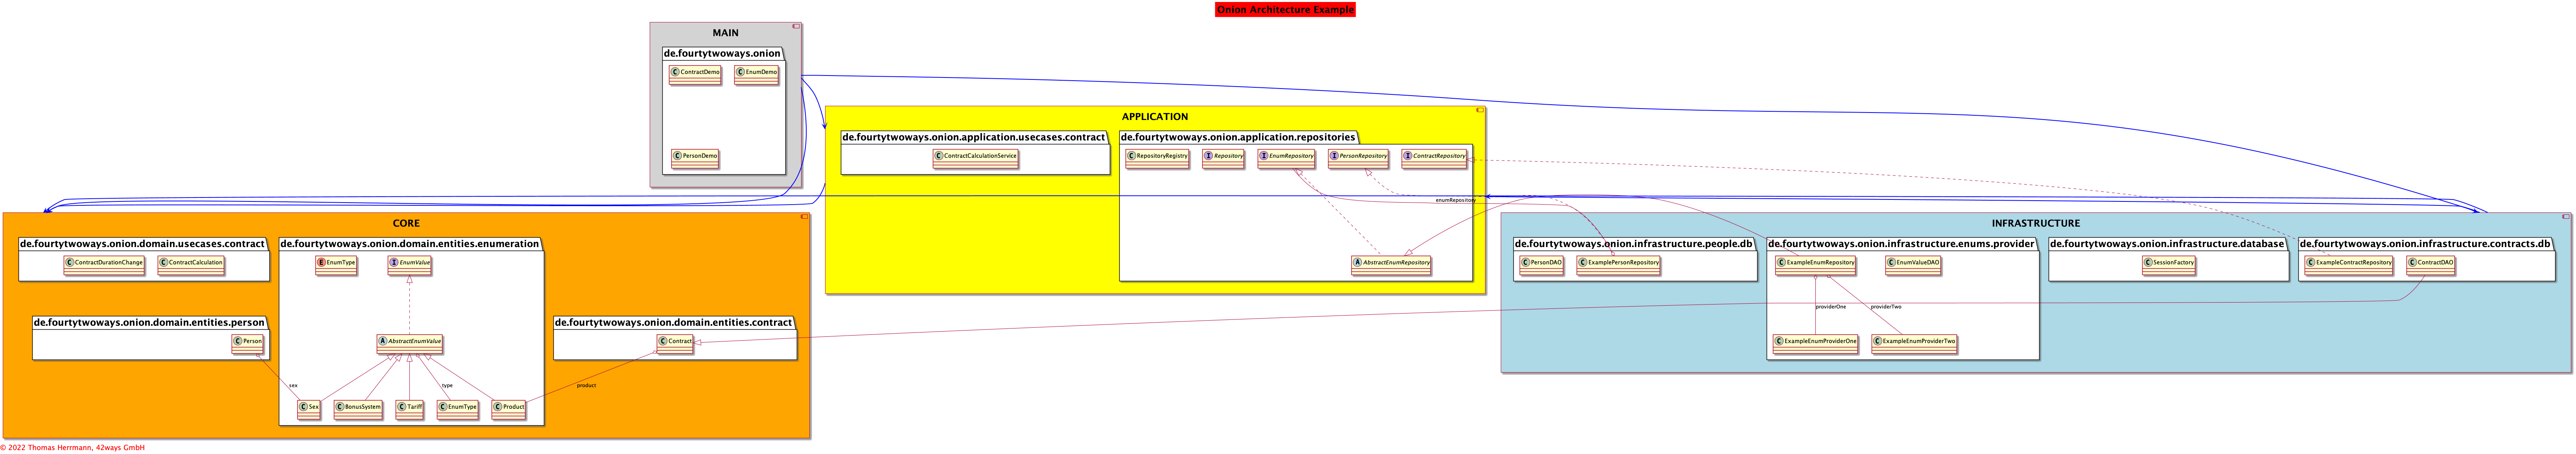 Onion Architecture Example
MAIN
de.fourtytwoways.onion
C ContractDemo
C EnumDemo
C PersonDemo
APPLICATION
de.fourtytwoways.onion.application.usecases.contract
C ContractCalculationService
de.fourtytwoways.onion.application.repositories
C RepositoryRegistry
I Repository
I EnumRepository
I PersonRepository
I ContractRepository
enumRepository
A AbstractEnumRepository
CORE
de.fourtytwoways.onion.domain.usecases.contract
C ContractDurationChange
C ContractCalculation
de.fourtytwoways.onion.domain.entities.enumeration
E EnumType
I EnumValue
A AbstractEnumValue
de.fourtytwoways.onion.domain.entities.person
C Person
de.fourtytwoways.onion.domain.entities.contract
C Contract
sex
type
product
C Sex
C BonusSystem
C Tariff
C EnumType
C Product
INFRASTRUCTURE
de.fourtytwoways.onion.infrastructure.people.db
C PersonDAO
C ExamplePersonRepository
de.fourtytwoways.onion.infrastructure.enums.provider
C ExampleEnumRepository
C EnumValueDAO
providerOne
providerTwo
C ExampleEnumProviderOne
C ExampleEnumProviderTwo
de.fourtytwoways.onion.infrastructure.database
C SessionFactory
de.fourtytwoways.onion.infrastructure.contracts.db
C ExampleContractRepository
C ContractDAO
© 2022 Thomas Herrmann, 42ways GmbH